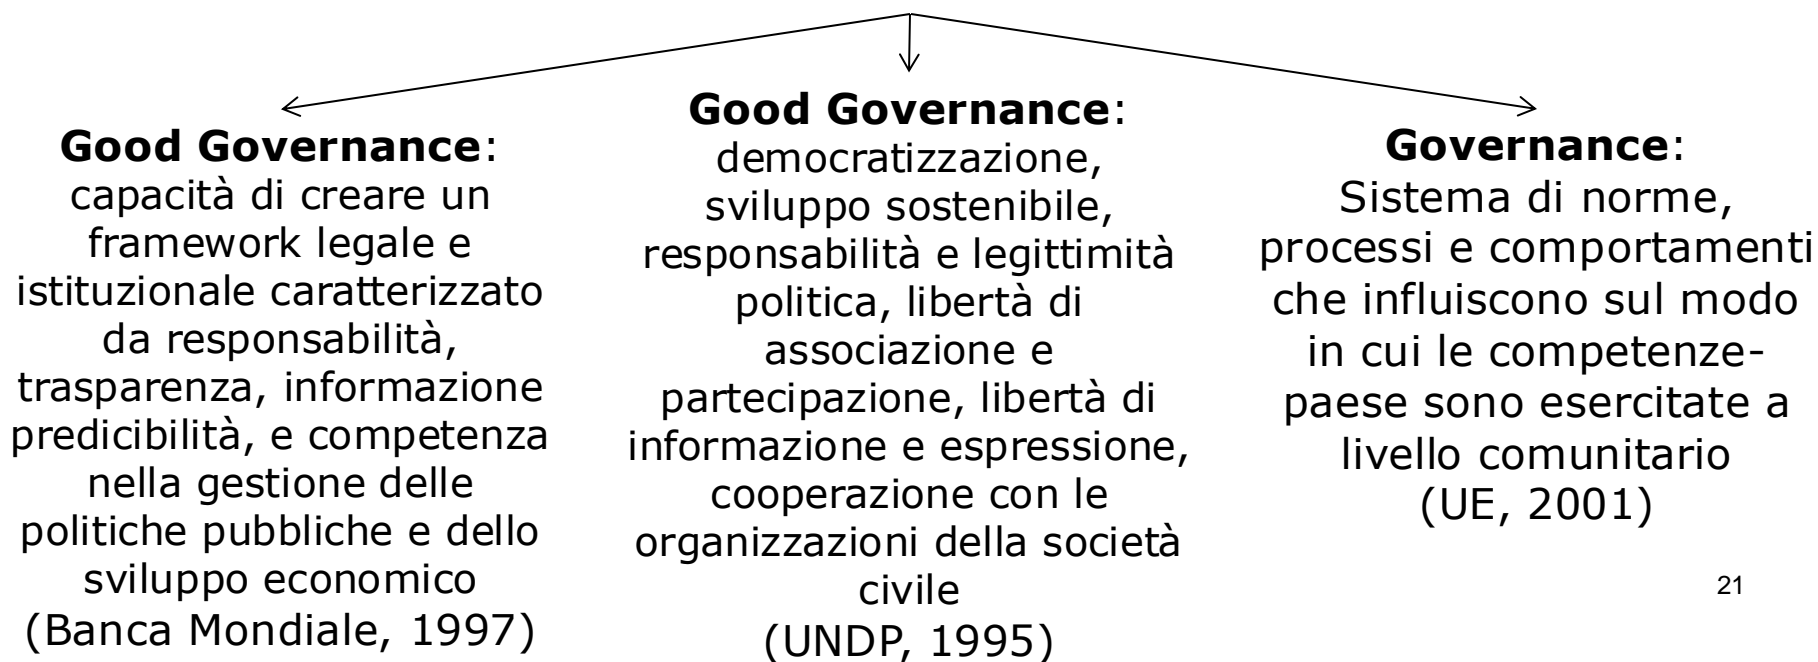 Good Governance:
capacità di creare un
framework legale e
istituzionale caratterizzato
da responsabilità,
trasparenza, informazione
predicibilità, e competenza
nella gestione delle
politiche pubbliche e dello
sviluppo economico
(Banca Mondiale, 1997)
Good Governance:
democratizzazione,
sviluppo sostenibile,
responsabilità e legittimità
politica, libertà di
associazione e
partecipazione, libertà di
informazione e espressione,
cooperazione con le
organizzazioni della società
civile
(UNDP, 1995)
Governance:
Sistema di norme,
processi e comportamenti
che influiscono sul modo
in cui le competenze-
paese sono esercitate a
livello comunitario
(UE, 2001)
21